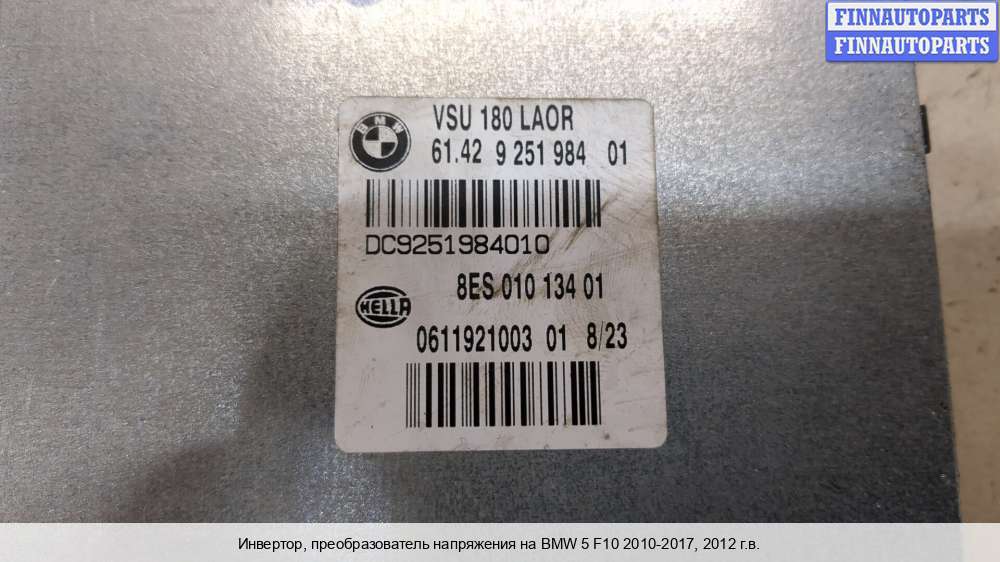 FINNAUTOPARTS
FINNAUTOPARTS
VSU 180 LAOR
BMW
61.42 9 251 984 01
DC9251984010
8ES 010 134 01
HELLA
0611921003 01 8/23
Инвертор, преобразователь напряжения на BMW 5 F10 2010-2017, 2012 г.в.